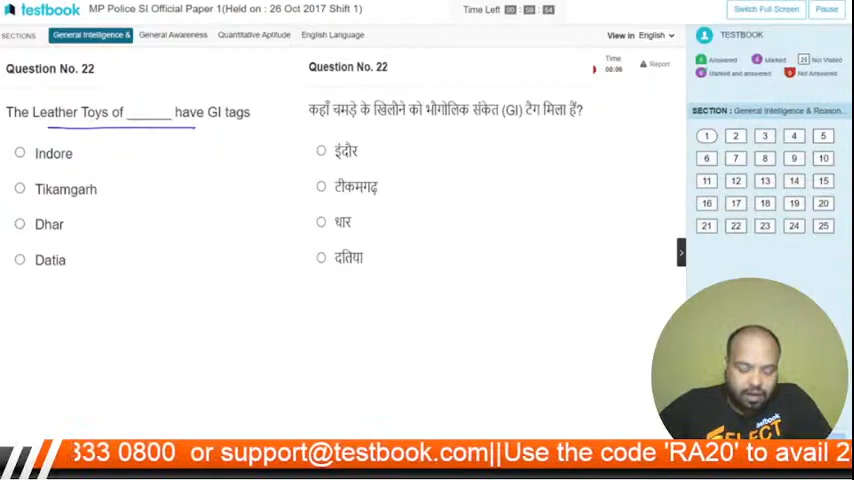 testbook
MP Police SI Official Paper 1(Held on : 26 Oct 2017 Shift 1)
Time Left
Switch Full Screen
Pause
SECTIONS
General Intelligence &
General Awareness
Quantitative Aptitude
English Language
View in English
TESTBOOK
Answered
Marked
Not Visited
Marked and answered
Not Answered
Question No. 22
Question No. 22
Time
00:06
Report
The Leather Toys of ______ have GI tags
Indore
Tikamgarh
Dhar
Datia
कहाँ चमड़े के खिलौने को भौगोलिक संकेत (GI) टैग मिला हैं?
इंदौर
टीकमगढ़
धार
दतिया
SECTION : General Intelligence & Reason..
1 2 3 4 5
6 7 8 9 10
11 12 13 14 15
16 17 18 19 20
21 22 23 24 25
testbook
SELECT
333 0800 or support@testbook.com||Use the code 'RA20' to avail 2